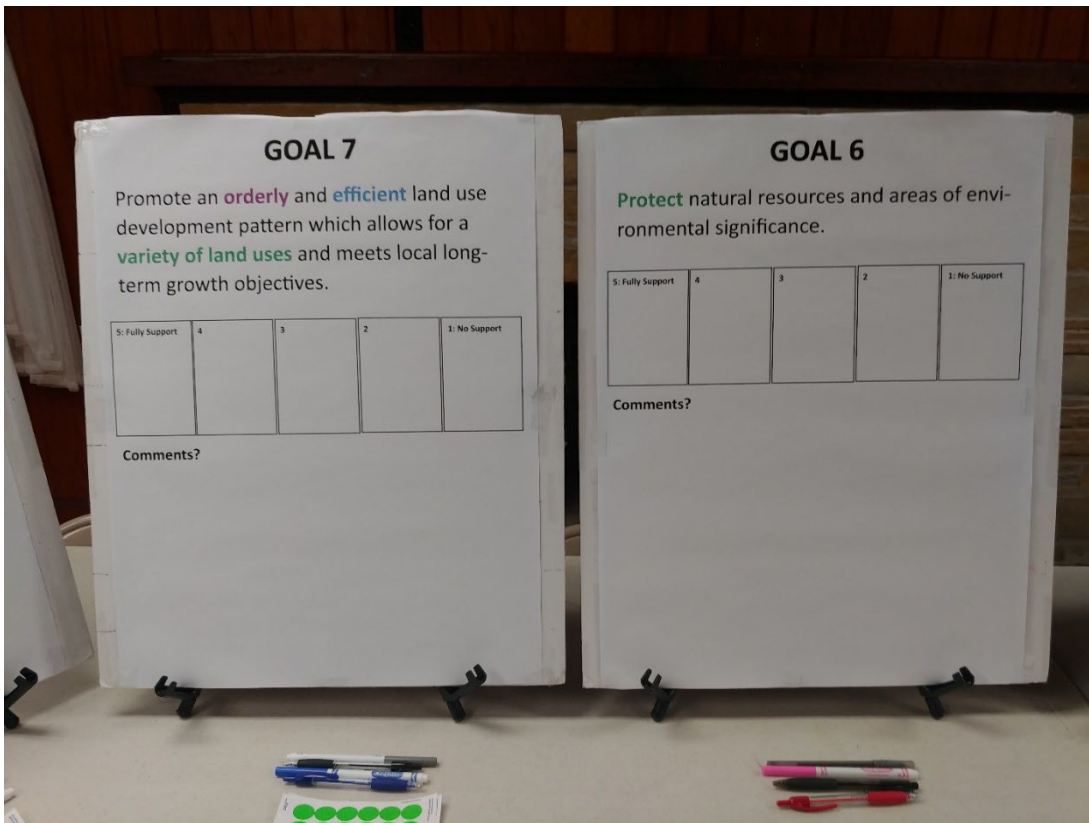 GOAL 7
Promote an orderly and efficient land use
development pattern which allows for a
variety of land uses and meets local long-
term growth objectives.
5: Fully Support
4
3
2
1: No Support
Comments?
GOAL 6
Protect natural resources and areas of envi-
ronmental significance.
5: Fully Support
4
3
2
1: No Support
Comments?